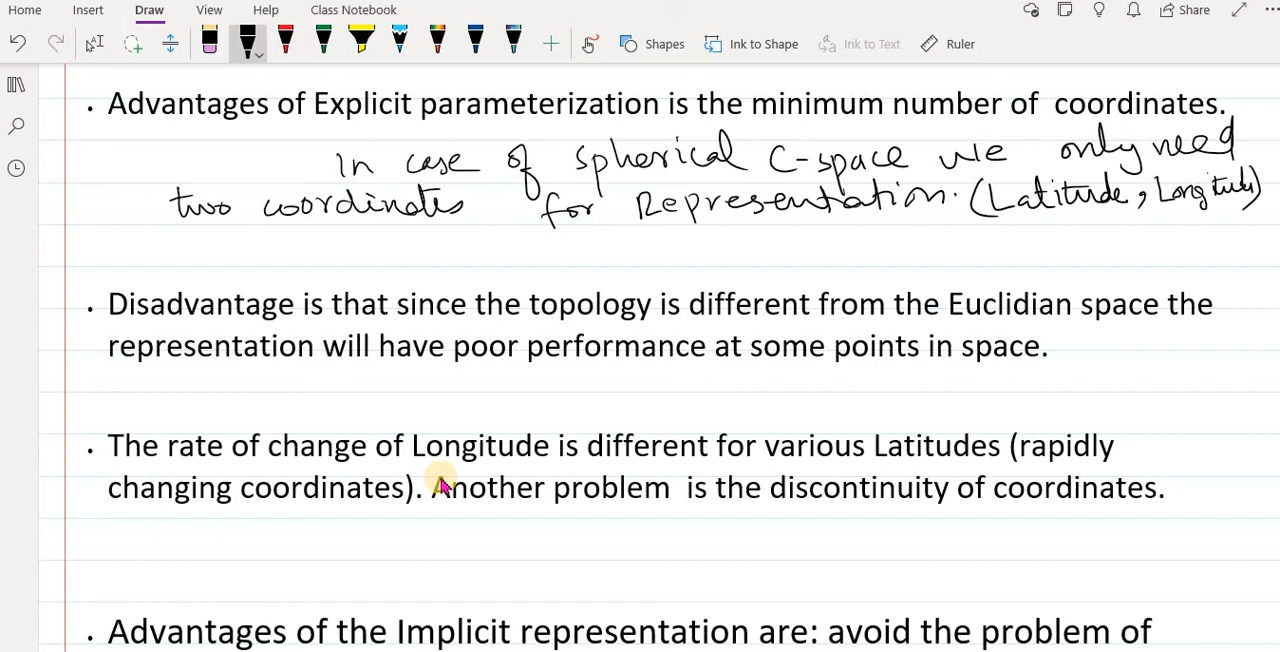 Home Insert Draw View Help Class Notebook Share
Shapes Ink to Shape Ink to Text Ruler
. Advantages of Explicit parameterization is the minimum number of coordinates.
In case of spherical C-space we only need
two coordinates for Representation. (Latitude, Longitude)
. Disadvantage is that since the topology is different from the Euclidian space the
representation will have poor performance at some points in space.
. The rate of change of Longitude is different for various Latitudes (rapidly
changing coordinates). Another problem is the discontinuity of coordinates.
. Advantages of the Implicit representation are: avoid the problem of